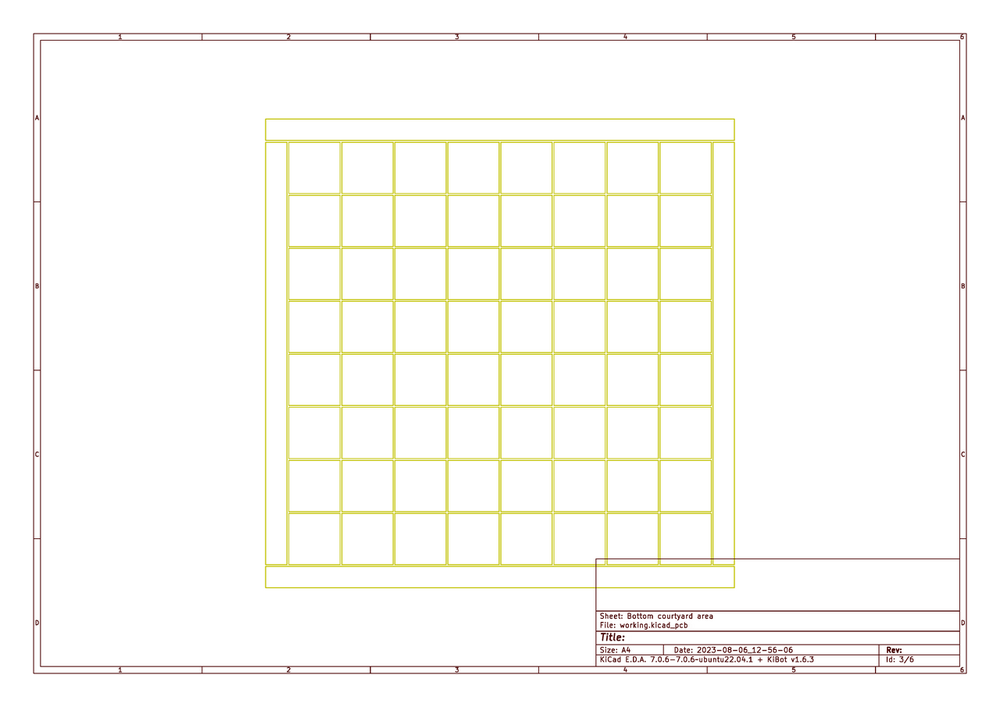 1 2 3 4 5 6
A A
B B
C C
D D
Sheet: Bottom courtyard area
File: working.kicad_pcb
Title:
Size: A4 Date: 2023-08-06_12-56-06 Rev:
KiCad E.D.A. 7.0.6-7.0.6~ubuntu22.04.1 + KiBot v1.6.3 Id: 3/6
1 2 3 4 5 6